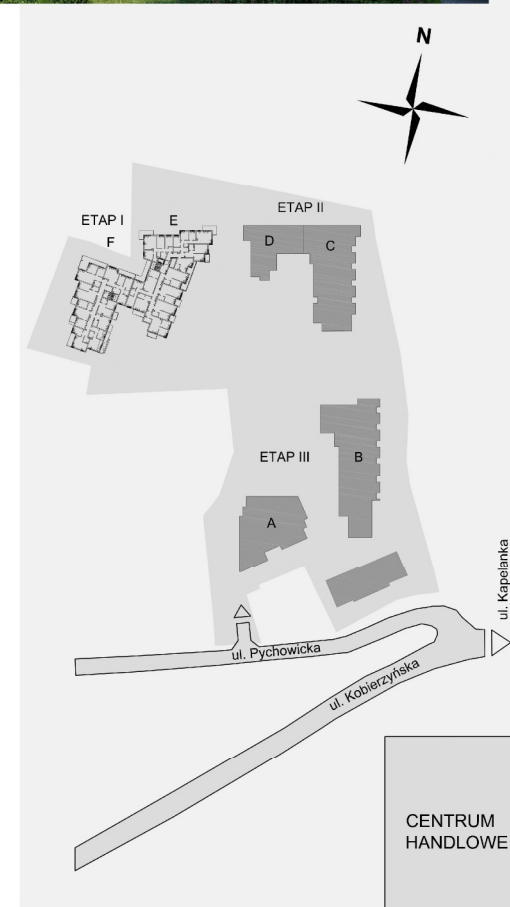 N
ETAP II
ETAP I
E
F
D
C
ETAP III
B
A
ul. Kapelanka
ul. Pychowicka
ul. Kobierzyńska
CENTRUM
HANDLOWE